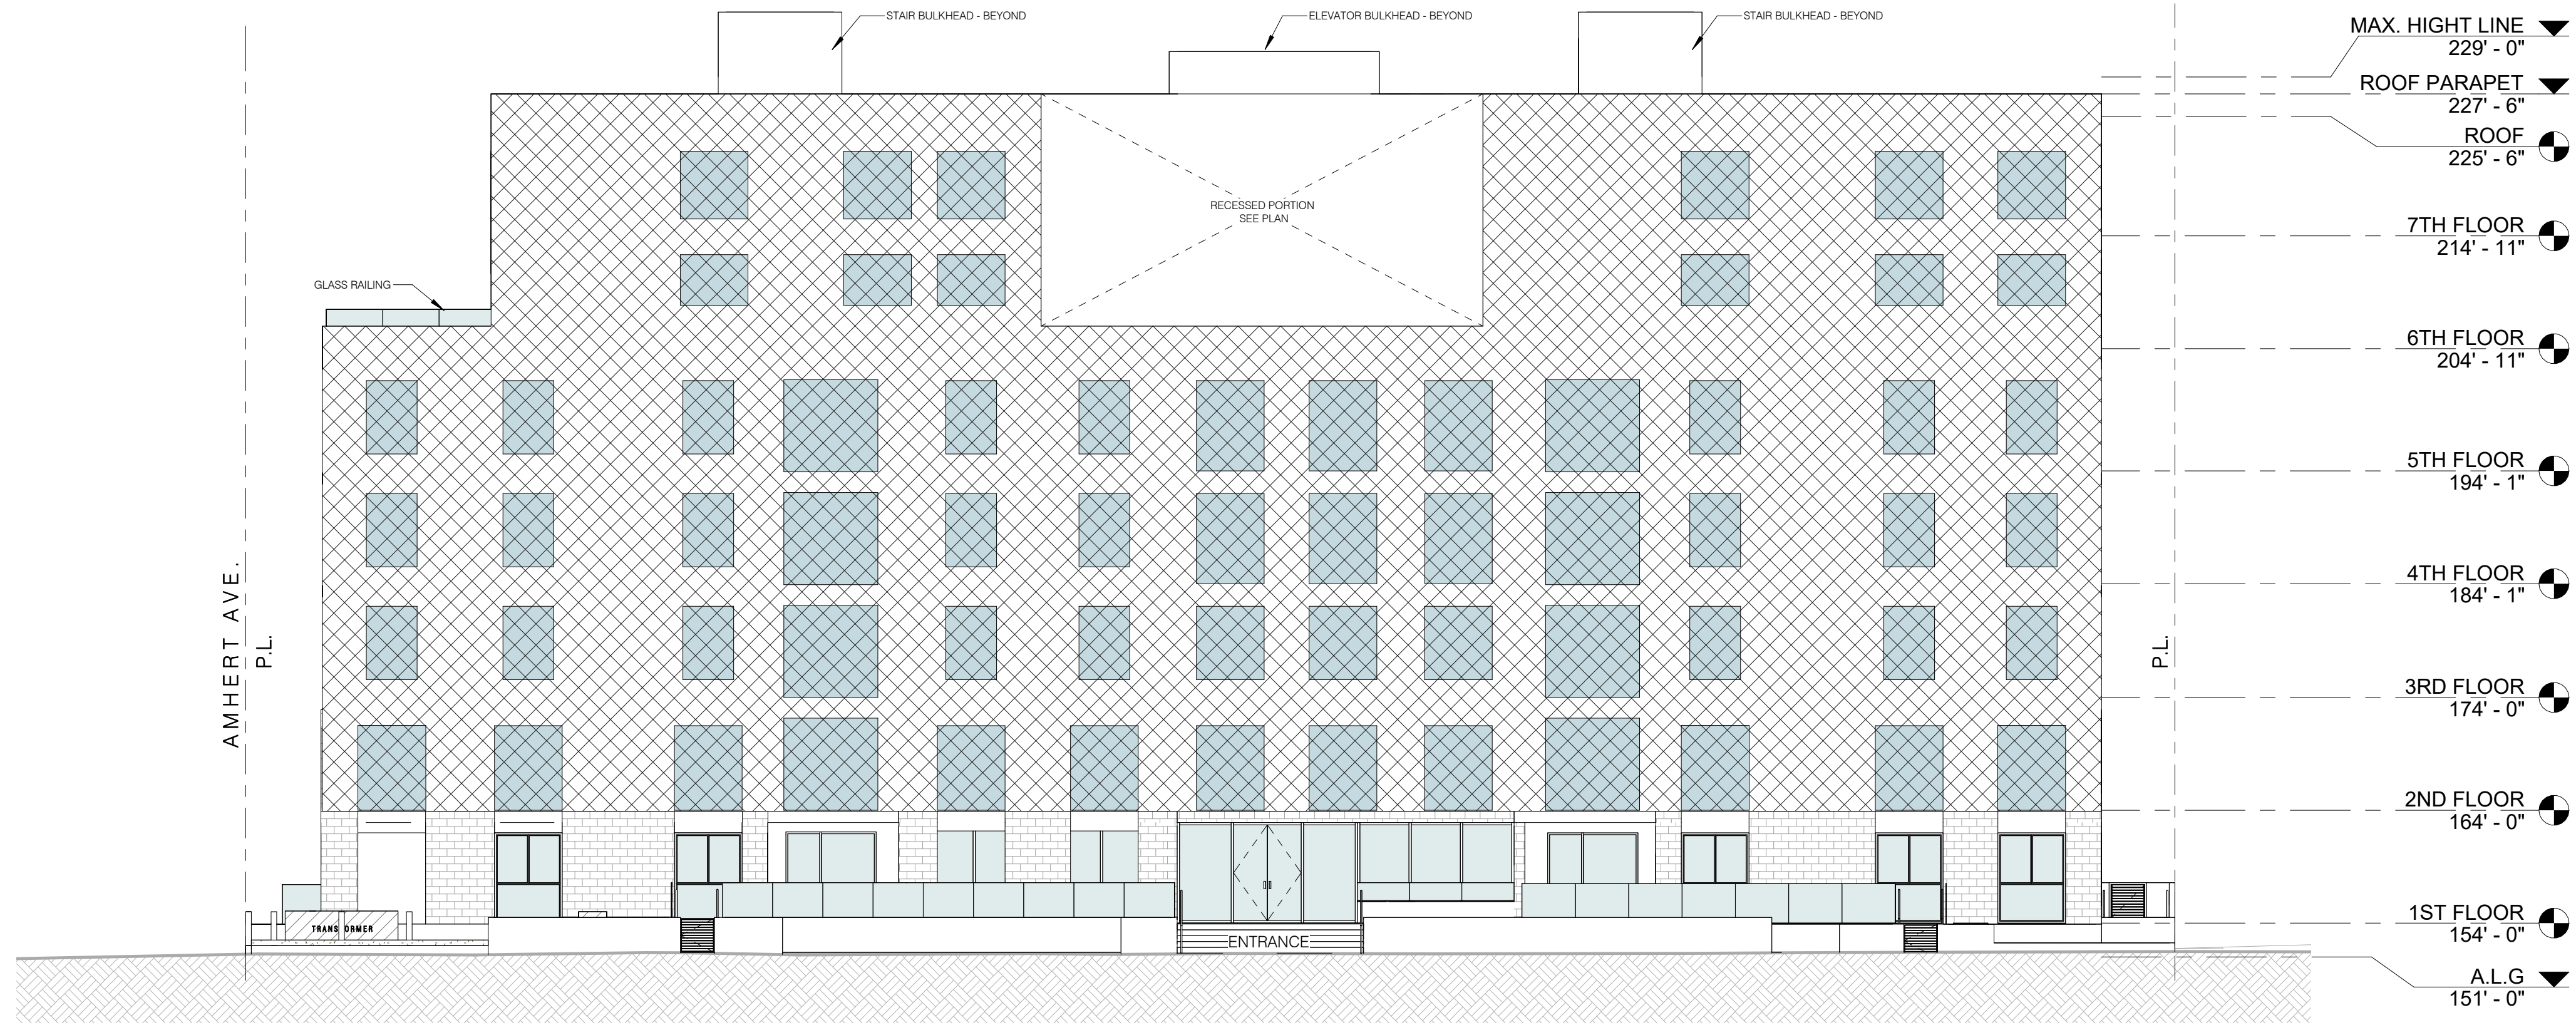 STAIR BULKHEAD - BEYOND
ELEVATOR BULKHEAD - BEYOND
STAIR BULKHEAD - BEYOND
MAX. HIGHT LINE
229' - 0"
ROOF PARAPET
227' - 6"
ROOF
225' - 6"
RECESSED PORTION
SEE PLAN
7TH FLOOR
214' - 11"
GLASS RAILING
6TH FLOOR
204' - 11"
5TH FLOOR
194' - 1"
4TH FLOOR
184' - 1"
AMHERT AVE.
P.L.
P.L.
3RD FLOOR
174' - 0"
2ND FLOOR
164' - 0"
1ST FLOOR
154' - 0"
TRANS ORMER
ENTRANCE
A.L.G
151' - 0"